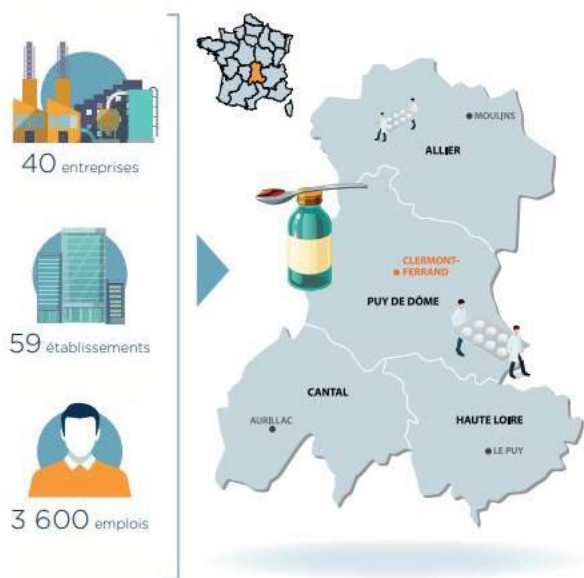 40 entreprises
59 établissements
3 600 emplois
MOULINS
ALLIER
CLERMONT-
FERRAND
PUY DE DÔME
CANTAL
AURILLAC
HAUTE LOIRE
LE PUY